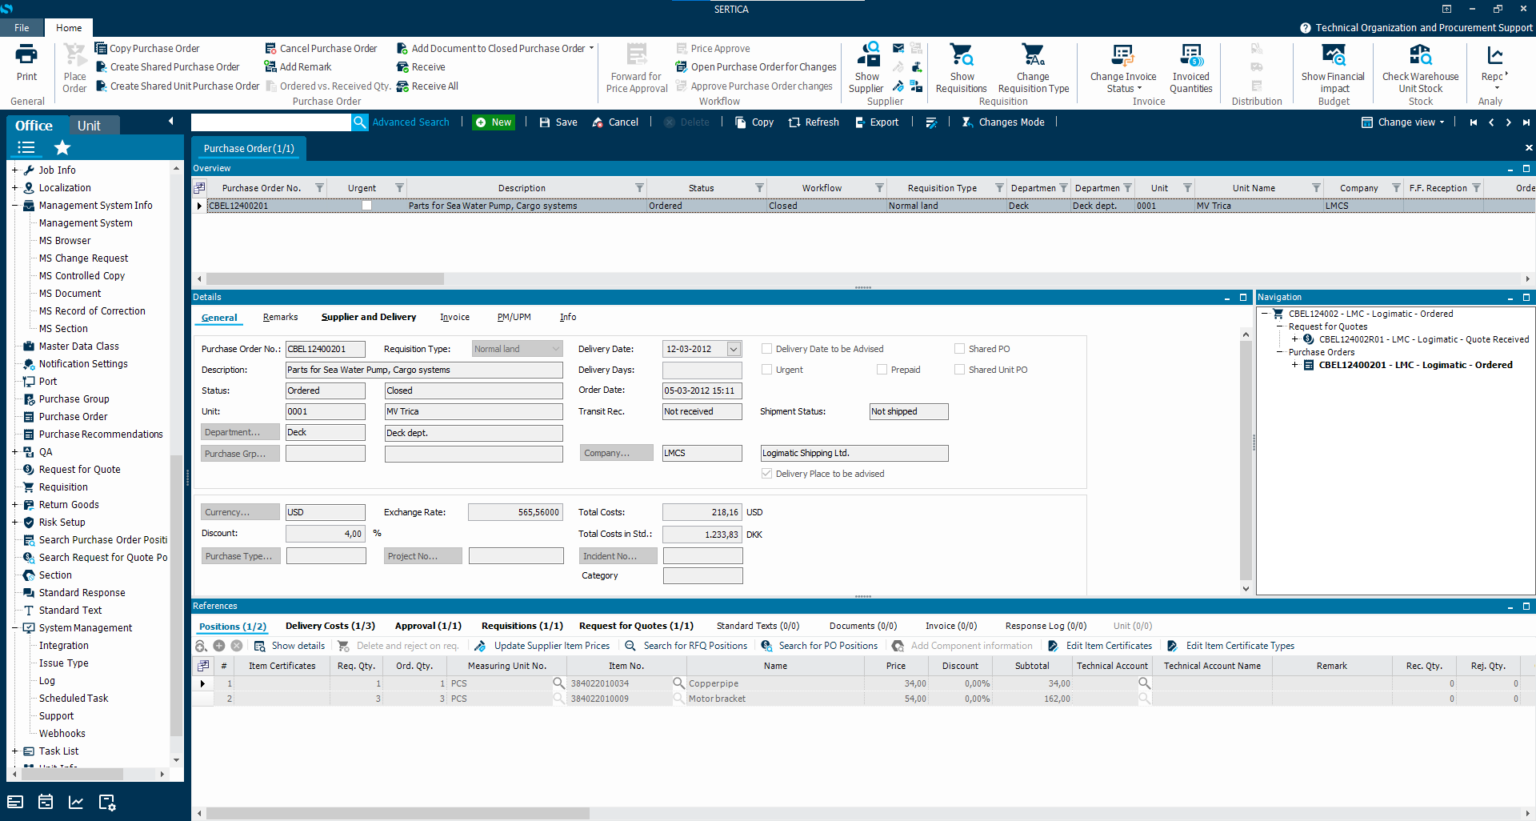 SERTICA
File Home
Technical Organization and Procurement Support
Copy Purchase Order
Cancel Purchase Order
Add Document to Closed Purchase Order
Price Approve
Create Shared Purchase Order
Add Remark
Receive
Open Purchase Order for Changes
Print
Place Order
Create Shared Unit Purchase Order
Ordered vs. Received Qty.
Receive All
Forward for Price Approval
Approve Purchase Order changes
Show Supplier
Show Requisitions
Change Requisition Type
Change Invoice Status
Invoiced Quantities
Show Financial impact
Check Warehouse Unit Stock
Repc
General Purchase Order Workflow Supplier Requisition Invoice Distribution Budget Stock Analy
Office Unit
Advanced Search New Save Cancel Delete Copy Refresh Export Changes Mode Change view
Job Info
Localization
Management System Info
Management System
MS Browser
MS Change Request
MS Controlled Copy
MS Document
MS Record of Correction
MS Section
Master Data Class
Notification Settings
Port
Purchase Group
Purchase Order
Purchase Recommendations
QA
Request for Quote
Requisition
Return Goods
Risk Setup
Search Purchase Order Positi
Search Request for Quote Po
Section
Standard Response
Standard Text
System Management
Integration
Issue Type
Log
Scheduled Task
Support
Webhooks
Task List
Purchase Order(1/1)
Overview
Purchase Order No. Urgent Description Status Workflow Requisition Type Departmen Departmen Unit Unit Name Company F.F. Reception Orde
CBEL12400201 Parts for Sea Water Pump, Cargo systems Ordered Closed Normal land Deck Deck dept. 0001 MV Trica LMCS
Details
General Remarks Supplier and Delivery Invoice PM/UPM Info
Purchase Order No.: CBEL12400201 Requisition Type: Normal land Delivery Date: 12-03-2012 Delivery Date to be Advised Shared PO
Description: Parts for Sea Water Pump, Cargo systems Delivery Days: Urgent Prepaid Shared Unit PO
Status: Ordered Closed Order Date: 05-03-2012 15:11
Unit: 0001 MV Trica Transit Rec. Not received Shipment Status: Not shipped
Department... Deck Deck dept.
Purchase Grp... Company... LMCS Logimatic Shipping Ltd.
Delivery Place to be advised
Currency... USD Exchange Rate: 565,56000 Total Costs: 218,16 USD
Discount: 4,00 % Total Costs in Std.: 1.233,83 DKK
Purchase Type... Project No... Incident No...
Category
Navigation
CBEL124002 - LMC - Logimatic - Ordered
Request for Quotes
CBEL124002R01 - LMC - Logimatic - Quote Received
Purchase Orders
CBEL12400201 - LMC - Logimatic - Ordered
References
Positions (1/2) Delivery Costs (1/3) Approval (1/1) Requisitions (1/1) Request for Quotes (1/1) Standard Texts (0/0) Documents (0/0) Invoice (0/0) Response Log (0/0) Unit (0/0)
Show details Delete and reject on req. Update Supplier Item Prices Search for RFQ Positions Search for PO Positions Add Component information Edit Item Certificates Edit Item Certificate Types
# Item Certificates Req. Qty. Ord. Qty. Measuring Unit No. Item No. Name Price Discount Subtotal Technical Account Technical Account Name Remark Rec. Qty. Rej. Qty.
1 1 1 PCS 384022010034 Copperpipe 34,00 0,00% 34,00 0 0
2 3 3 PCS 384022010009 Motor bracket 54,00 0,00% 162,00 0 0